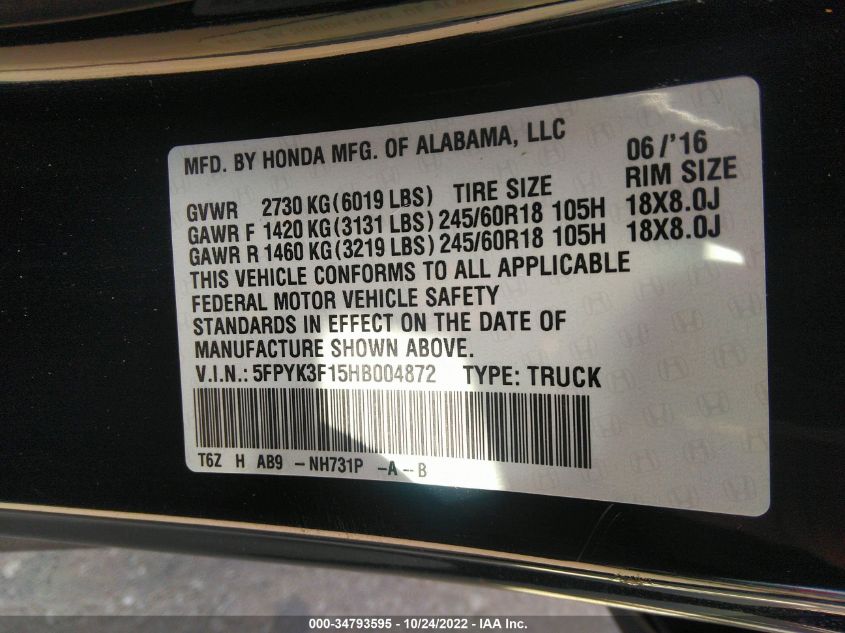 MFD. BY HONDA MFG. OF ALABAMA, LLC 06/'16
GVWR 2730 KG (6019 LBS) TIRE SIZE RIM SIZE
GAWR F 1420 KG (3131 LBS) 245/60R18 105H 18X8.0J
GAWR R 1460 KG (3219 LBS) 245/60R18 105H 18X8.0J
THIS VEHICLE CONFORMS TO ALL APPLICABLE
FEDERAL MOTOR VEHICLE SAFETY
STANDARDS IN EFFECT ON THE DATE OF
MANUFACTURE SHOWN ABOVE.
V.I.N.: 5FPYK3F15HB004872 TYPE: TRUCK
T6Z H AB9 - NH731P -A - B
000-34793595 - 10/24/2022 - IAA Inc.